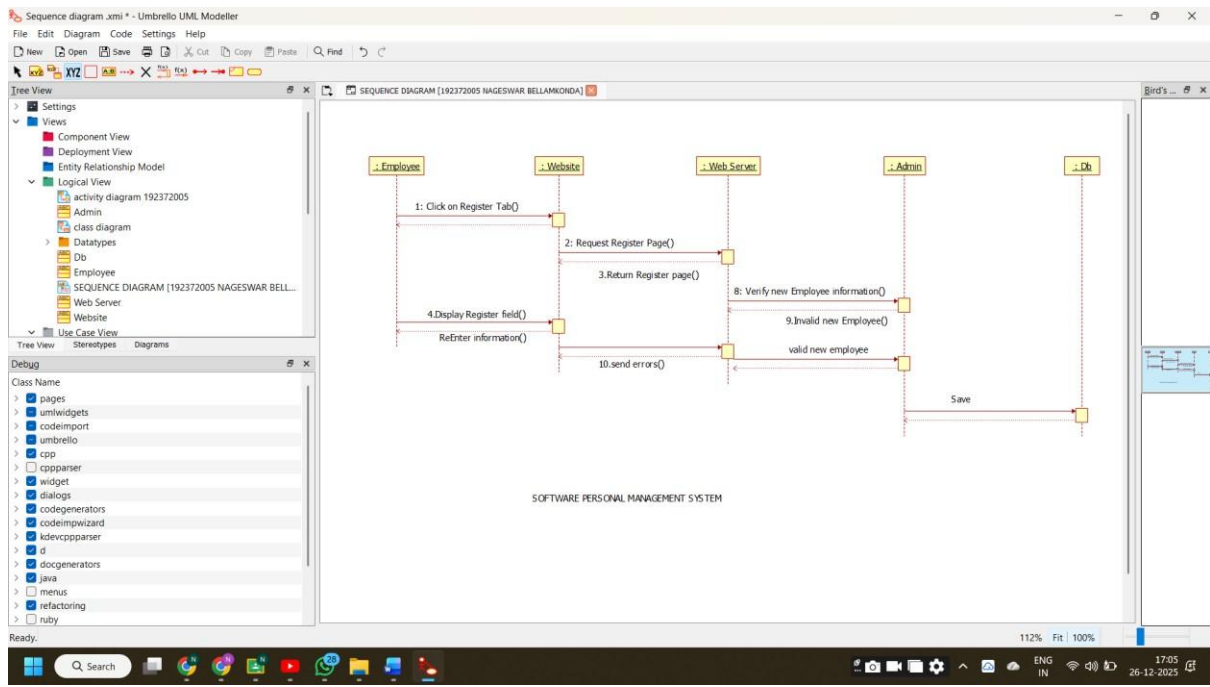 Sequence diagram .xmi * - Umbrello UML Modeller
File Edit Diagram Code Settings Help
New Open Save Cut Copy Paste Find
XYZ XYZ A.B f(x)
Tree View
SEQUENCE DIAGRAM [192372005 NAGESWAR BELLAMKONDA]
Bird's ...
Settings
Views
Component View
Deployment View
Entity Relationship Model
Logical View
activity diagram 192372005
Admin
class diagram
Datatypes
Db
Employee
SEQUENCE DIAGRAM [192372005 NAGESWAR BELL...
Web Server
Website
Use Case View
Tree View Stereotypes Diagrams
Debug
Class Name
pages
umlwidgets
codeimport
umbrello
cpp
cppparser
widget
dialogs
codegenerators
codeimpwizard
kdevcppparser
d
docgenerators
java
menus
refactoring
ruby
: Employee : Website : Web Server : Admin : Db
1: Click on Register Tab()
2: Request Register Page()
3.Return Register page()
8: Verify new Employee information()
4.Display Register field()
9.Invalid new Employee()
ReEnter information()
valid new employee
10.send errors()
Save
SOFTWARE PERSONAL MANAGEMENT SYSTEM
Ready.
112% Fit 100%
Search
28
ENG
IN
17:05
26-12-2025